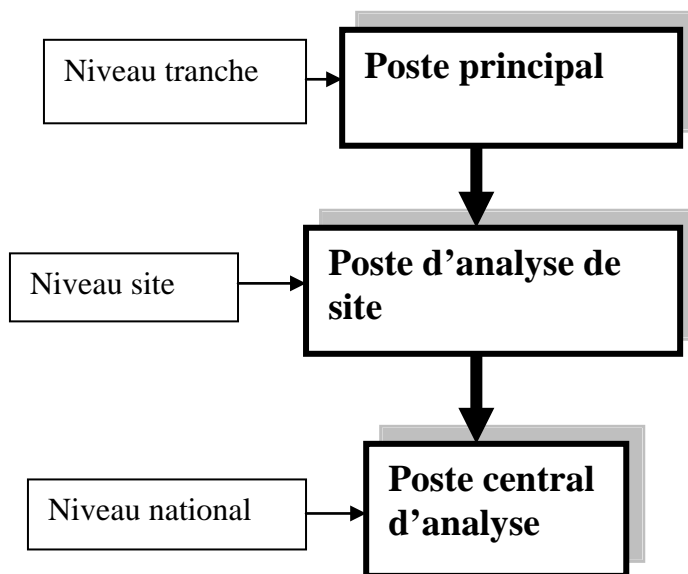 Niveau tranche
Poste principal
Niveau site
Poste d’analyse de
site
Niveau national
Poste central
d’analyse